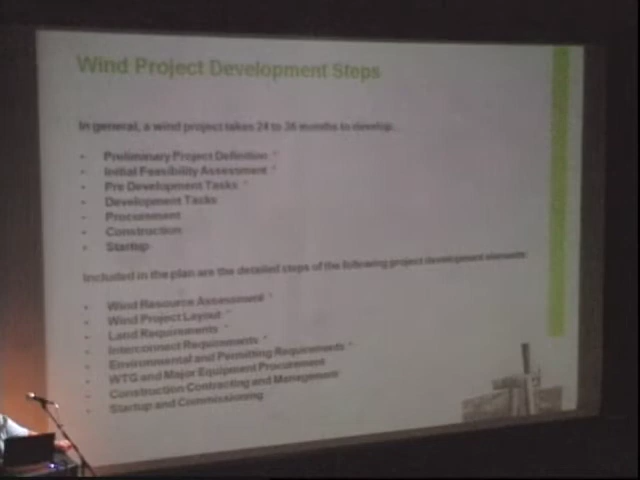 Wind Project Development Steps
In general, a wind project takes 24 to 36 months to develop...
• Preliminary Project Definition *
• Initial Feasibility Assessment *
• Pre Development Tasks *
• Development Tasks
• Procurement
• Construction
• Startup
Included in the plan are the detailed steps of the following project development elements:
• Wind Resource Assessment *
• Wind Project Layout *
• Land Requirements *
• Interconnect Requirements *
• Environmental and Permitting Requirements *
• WTG and Major Equipment Procurement
• Construction Contracting and Management
• Startup and Commissioning